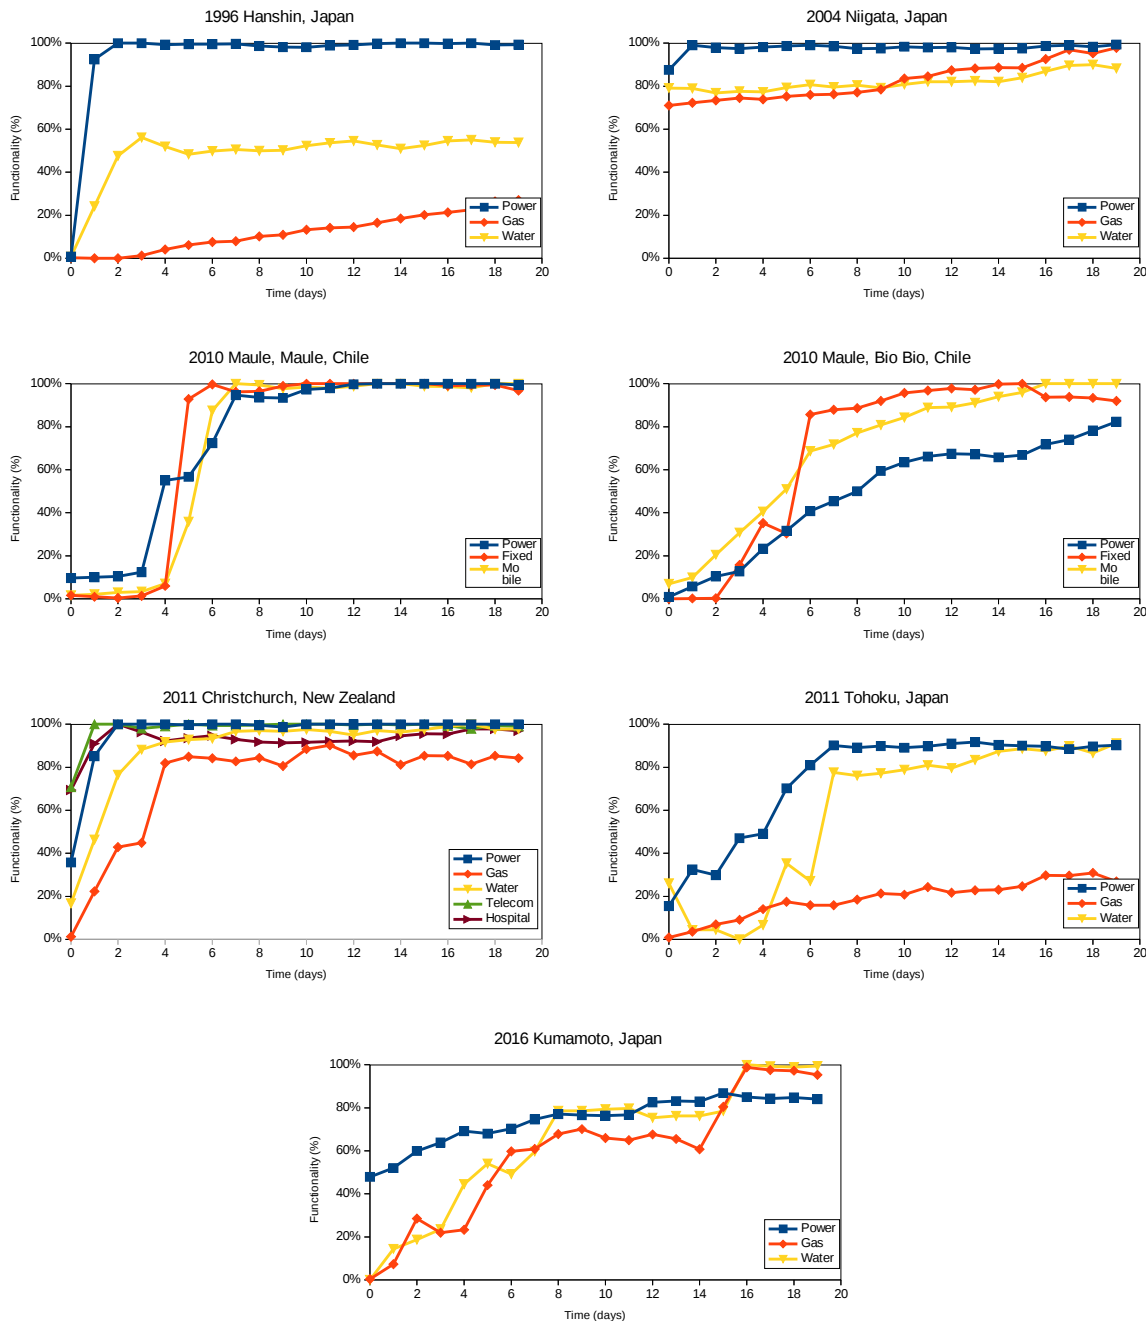 1996 Hanshin, Japan
100%
80%
60%
40%
20%
0%
0 2 4 6 8 10 12 14 16 18 20
Functionality (%)
Time (days)
Power
Gas
Water
2004 Niigata, Japan
100%
80%
60%
40%
20%
0%
0 2 4 6 8 10 12 14 16 18 20
Functionality (%)
Time (days)
Power
Gas
Water
2010 Maule, Maule, Chile
100%
80%
60%
40%
20%
0%
0 2 4 6 8 10 12 14 16 18 20
Functionality (%)
Time (days)
Power
Fixed
Mo
bile
2010 Maule, Bio Bio, Chile
100%
80%
60%
40%
20%
0%
0 2 4 6 8 10 12 14 16 18 20
Functionality (%)
Time (days)
Power
Fixed
Mo
bile
2011 Christchurch, New Zealand
100%
80%
60%
40%
20%
0%
0 2 4 6 8 10 12 14 16 18 20
Functionality (%)
Time (days)
Power
Gas
Water
Telecom
Hospital
2011 Tohoku, Japan
100%
80%
60%
40%
20%
0%
0 2 4 6 8 10 12 14 16 18 20
Functionality (%)
Time (days)
Power
Gas
Water
2016 Kumamoto, Japan
100%
80%
60%
40%
20%
0%
0 2 4 6 8 10 12 14 16 18 20
Functionality (%)
Time (days)
Power
Gas
Water